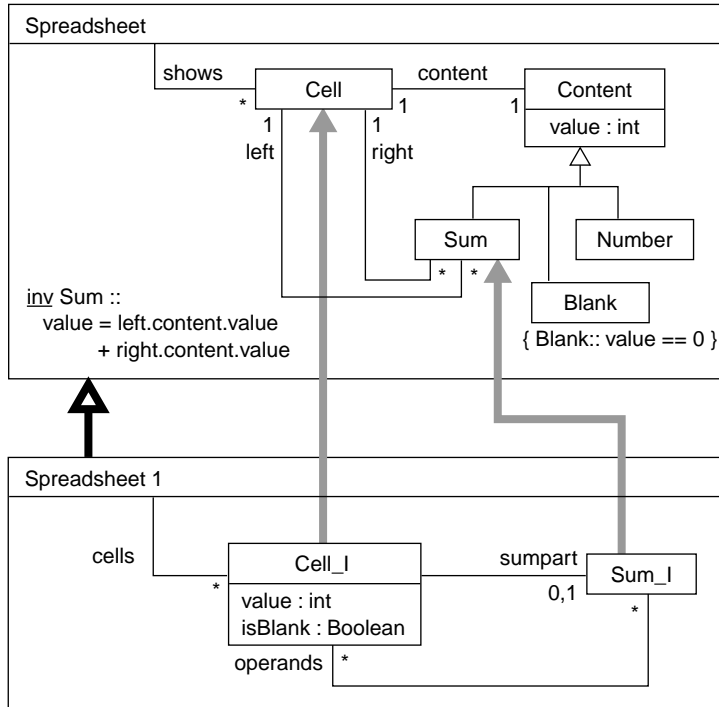 Spreadsheet
shows
Cell
content
Content
*
1
1
1
1
value : int
left
right
Sum
Number
*
*
Blank
inv Sum ::
value = left.content.value
+ right.content.value
{ Blank:: value == 0 }
Spreadsheet 1
cells
Cell_I
sumpart
Sum_I
*
0,1
value : int
isBlank : Boolean
*
operands
*